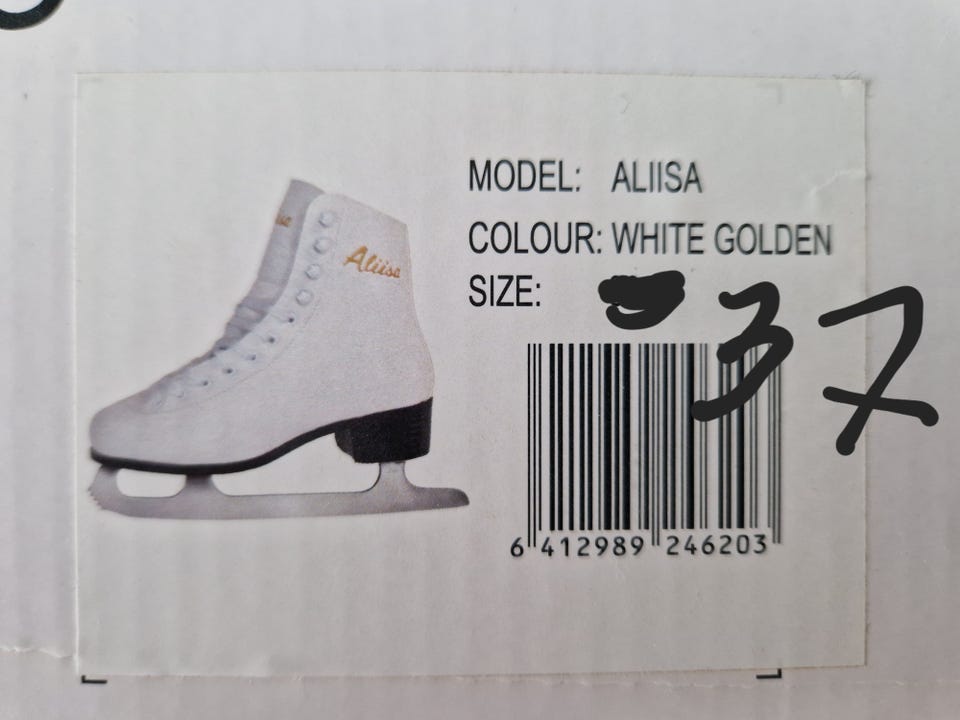 Aliisa
MODEL: ALIISA
COLOUR: WHITE GOLDEN
SIZE: 37
6 412989 246203